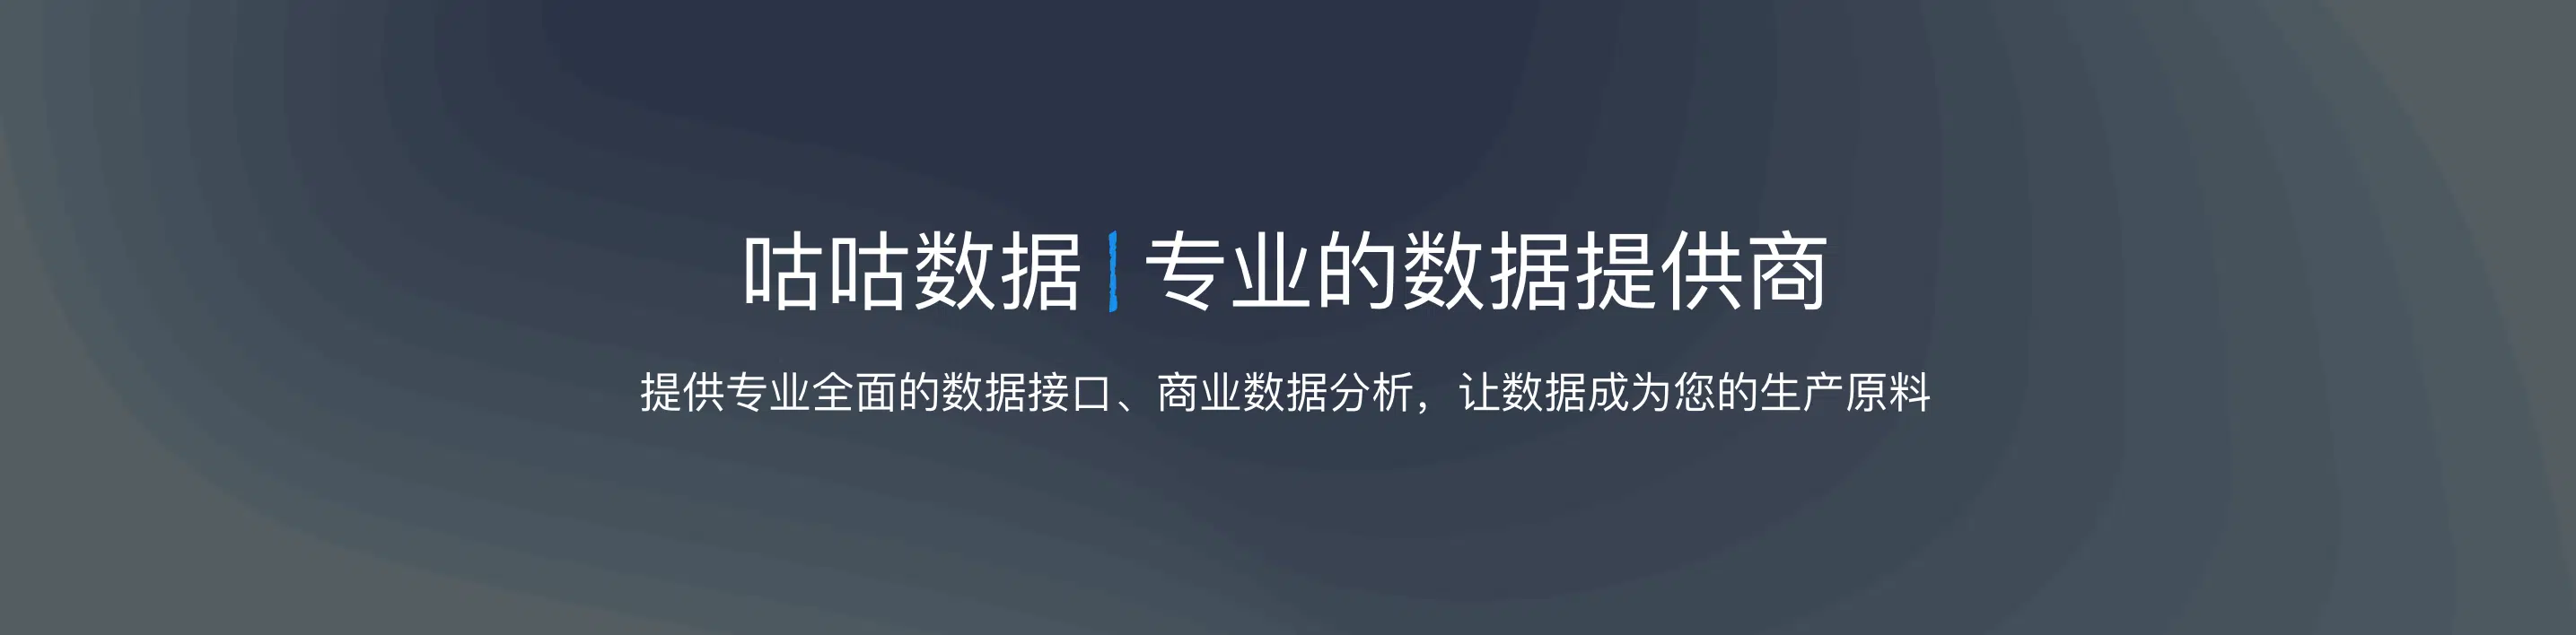 咕咕数据 | 专业的数据提供商
提供专业全面的数据接口、商业数据分析，让数据成为您的生产原料